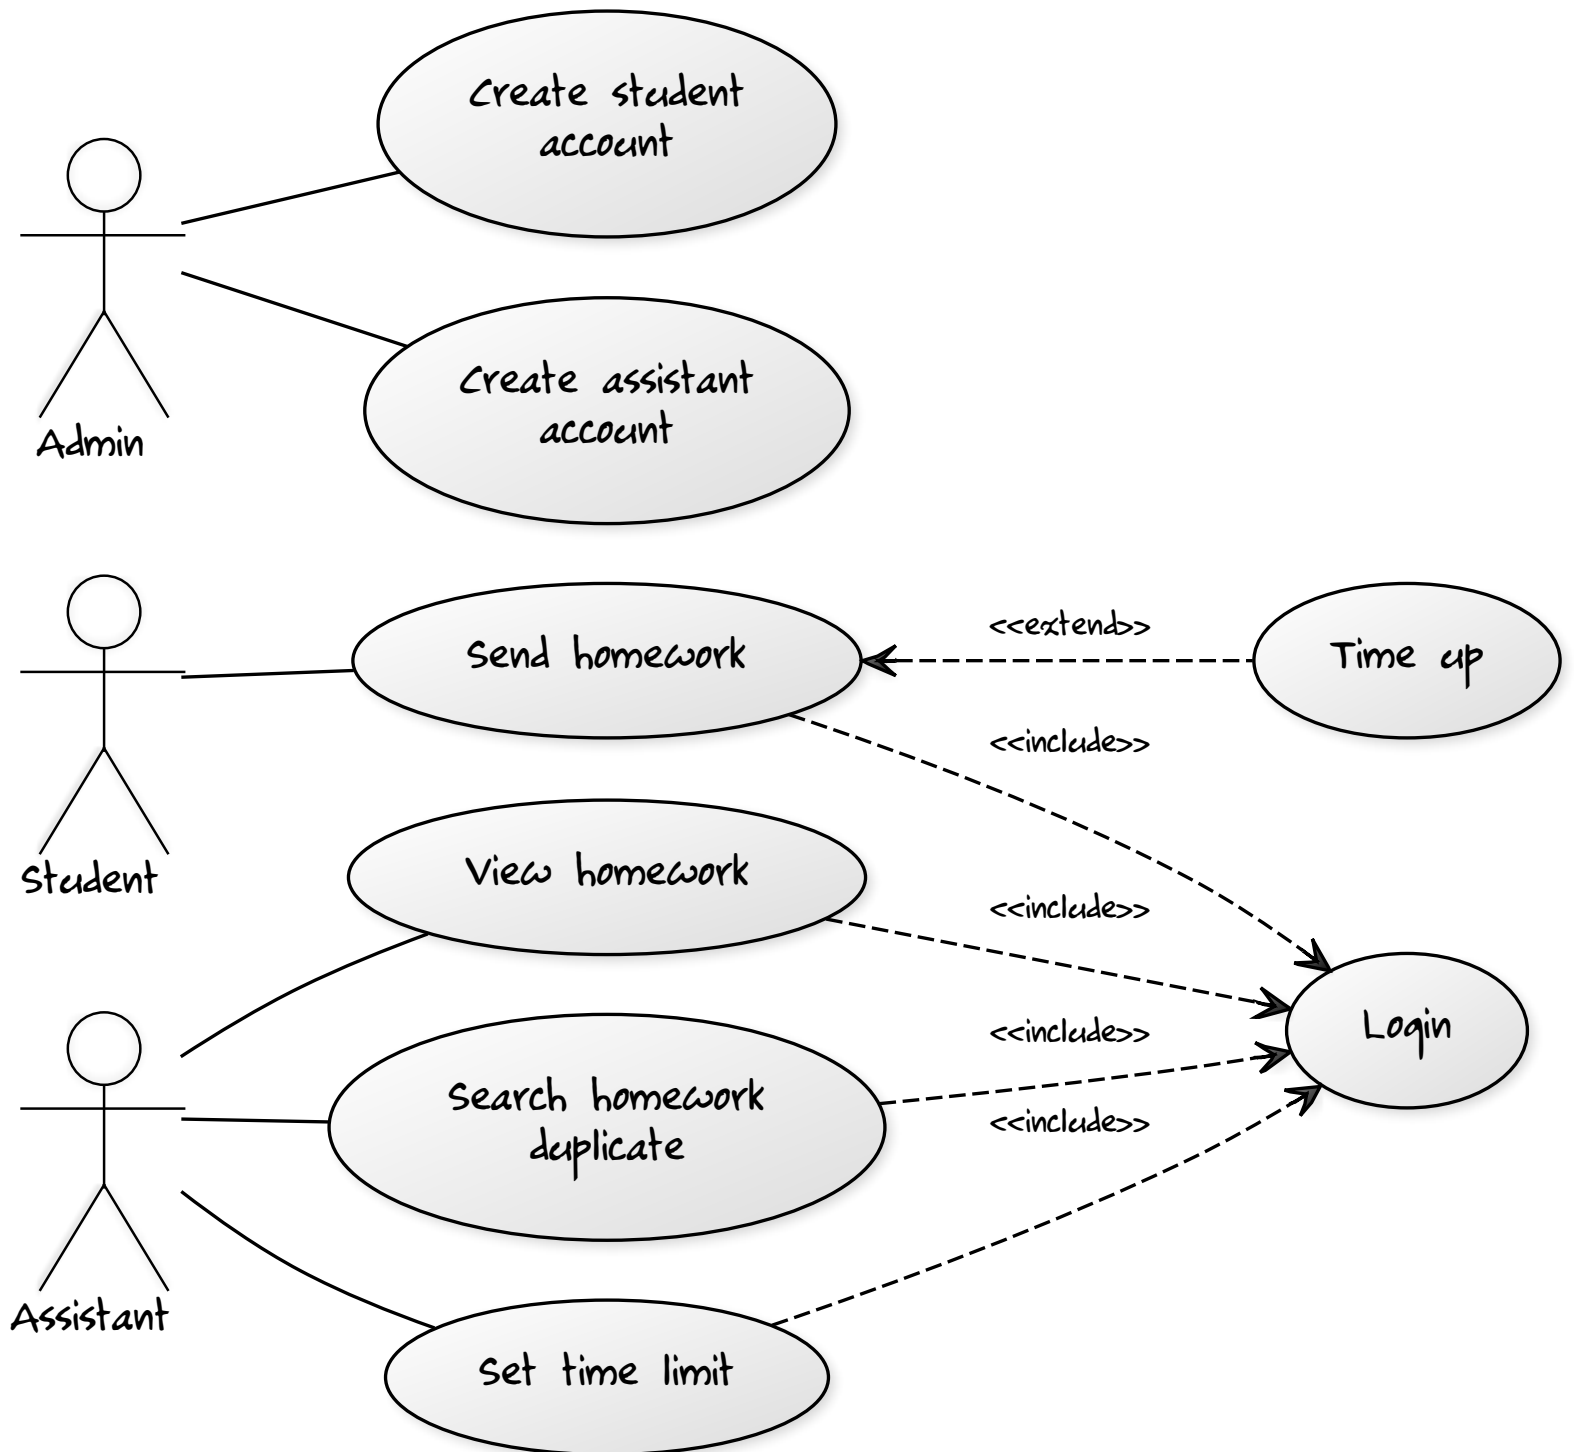 Create student
account
Admin
Create assistant
account
Student
Send homework
<<extend>>
Time up
<<include>>
View homework
<<include>>
Login
Assistant
Search homework
duplicate
<<include>>
<<include>>
Set time limit